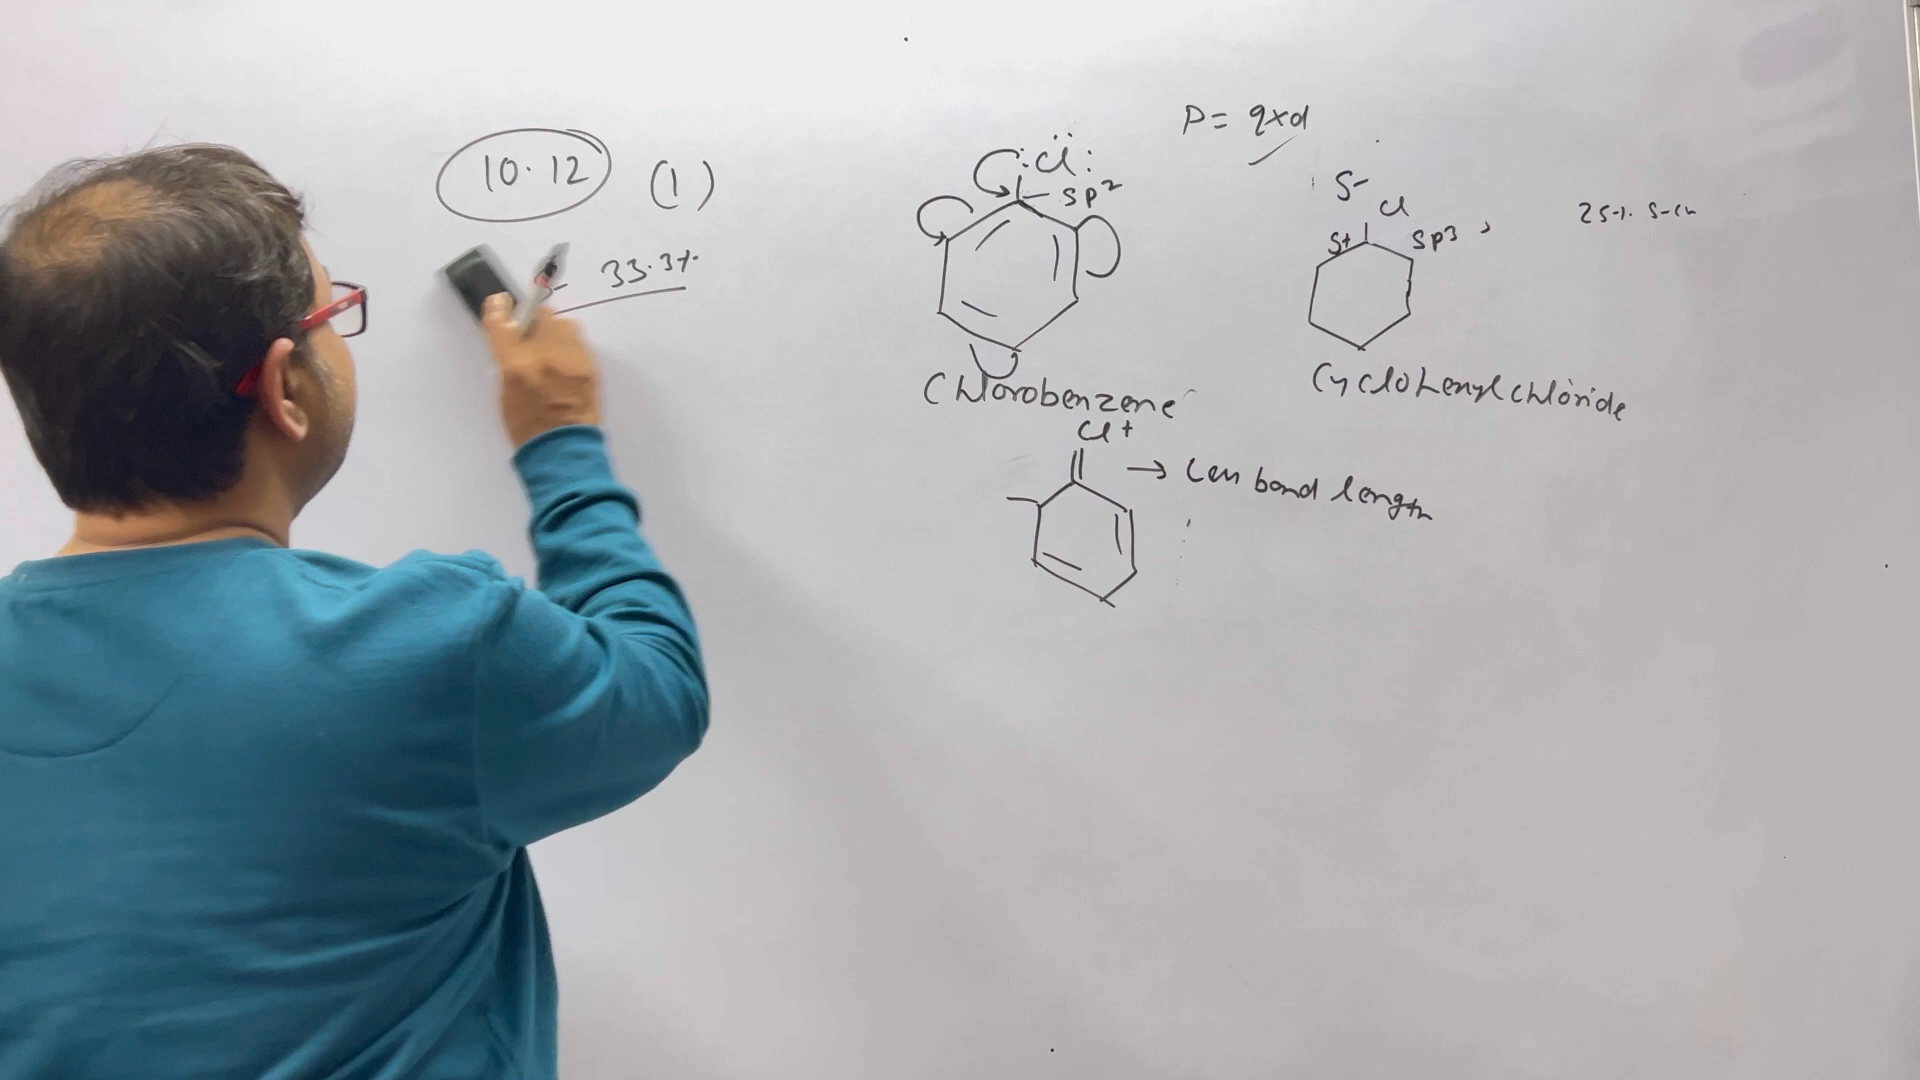 10.12 (1)
33.3%
:Cl:
sp2
Chlorobenzene
Cl +
→ Less bond length
P = q×d
S-
Cl
S+ sp3,
25%. S-Ch
Cyclohexylchloride